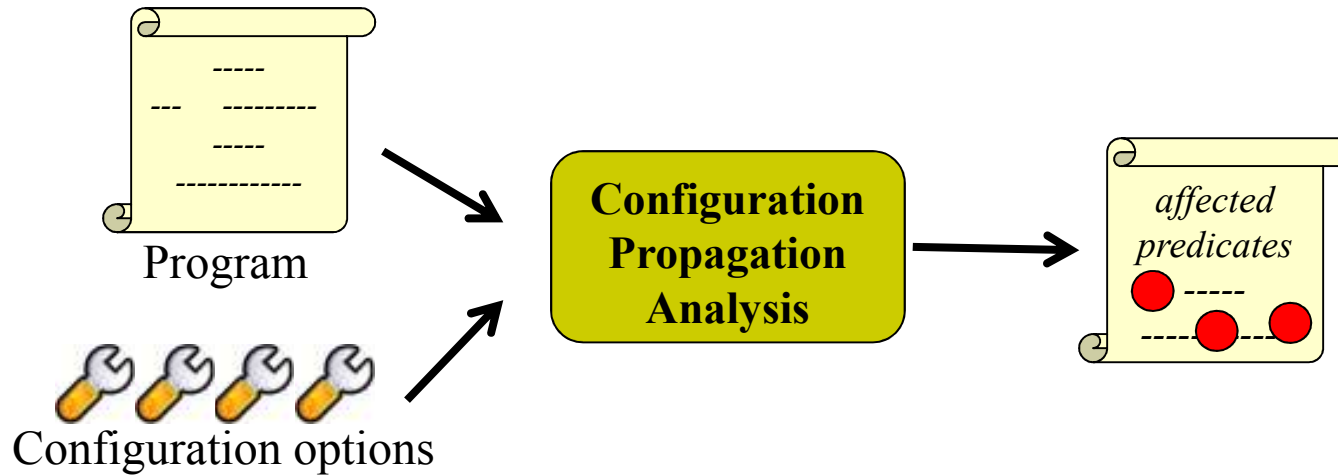 -----
--- ---------
-----
------------
Program
Configuration options
Configuration
Propagation
Analysis
affected
predicates
-----